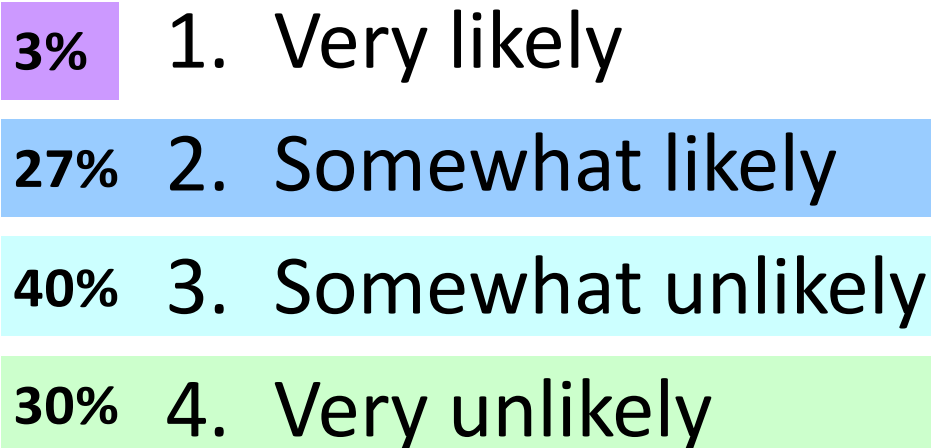 3% 1. Very likely
27% 2. Somewhat likely
40% 3. Somewhat unlikely
30% 4. Very unlikely